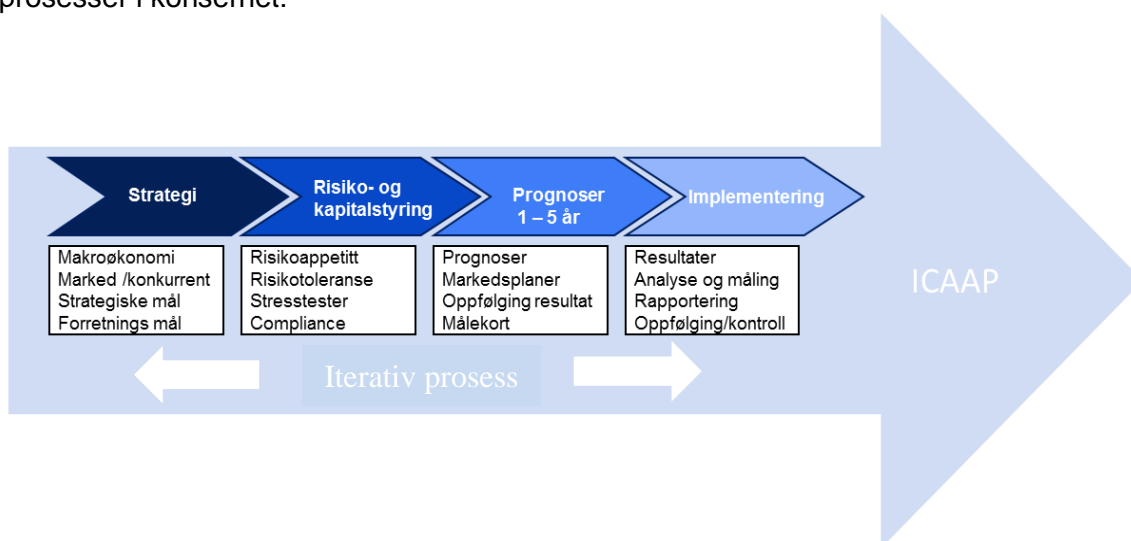 prosesser i konsernet.
Strategi
Risiko- og
kapitalstyring
Prognoser
1 – 5 år
Implementering
Makroøkonomi
Marked /konkurrent
Strategiske mål
Forretnings mål
Risikoappetitt
Risikotoleranse
Stresstester
Compliance
Prognoser
Markedsplaner
Oppfølging resultat
Målekort
Resultater
Analyse og måling
Rapportering
Oppfølging/kontroll
ICAAP
Iterativ prosess